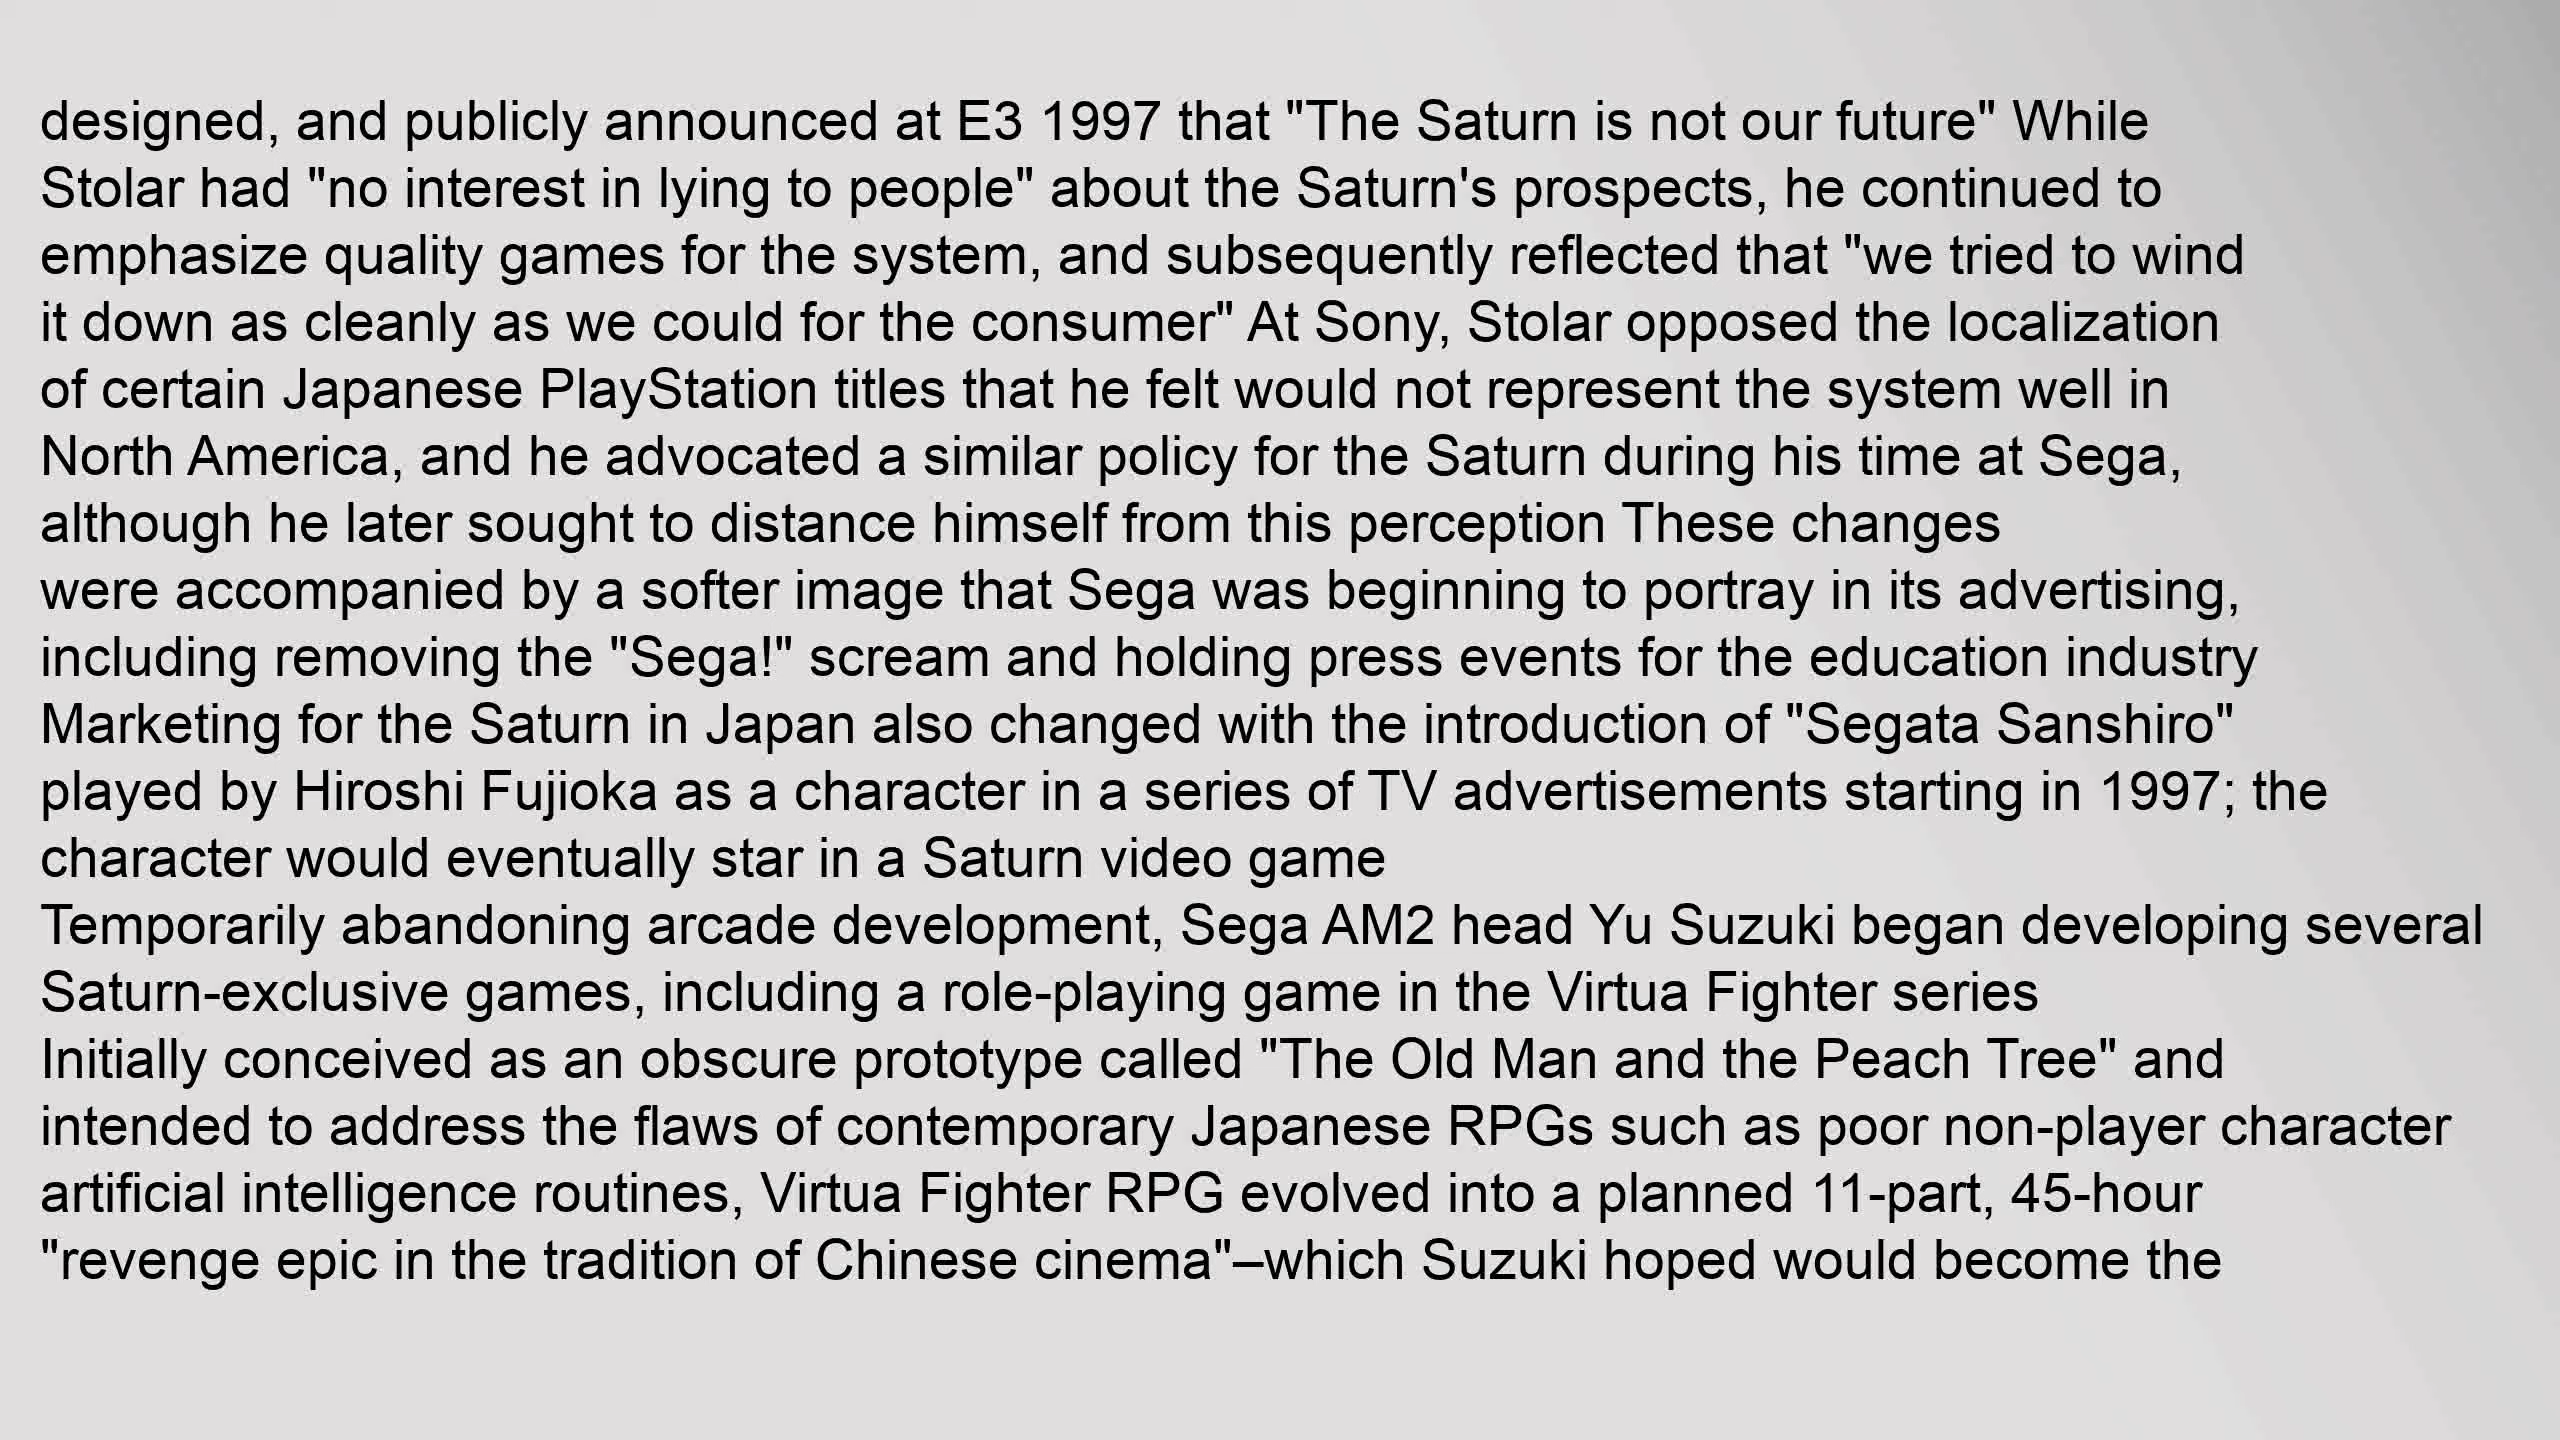 designed, and publicly announced at E3 1997 that "The Saturn is not our future" While
Stolar had "no interest in lying to people" about the Saturn's prospects, he continued to
emphasize quality games for the system, and subsequently reflected that "we tried to wind
it down as cleanly as we could for the consumer" At Sony, Stolar opposed the localization
of certain Japanese PlayStation titles that he felt would not represent the system well in
North America, and he advocated a similar policy for the Saturn during his time at Sega,
although he later sought to distance himself from this perception These changes
were accompanied by a softer image that Sega was beginning to portray in its advertising,
including removing the "Sega!" scream and holding press events for the education industry
Marketing for the Saturn in Japan also changed with the introduction of "Segata Sanshiro"
played by Hiroshi Fujioka as a character in a series of TV advertisements starting in 1997; the
character would eventually star in a Saturn video game
Temporarily abandoning arcade development, Sega AM2 head Yu Suzuki began developing several
Saturn-exclusive games, including a role-playing game in the Virtua Fighter series
Initially conceived as an obscure prototype called "The Old Man and the Peach Tree" and
intended to address the flaws of contemporary Japanese RPGs such as poor non-player character
artificial intelligence routines, Virtua Fighter RPG evolved into a planned 11-part, 45-hour
"revenge epic in the tradition of Chinese cinema"–which Suzuki hoped would become the